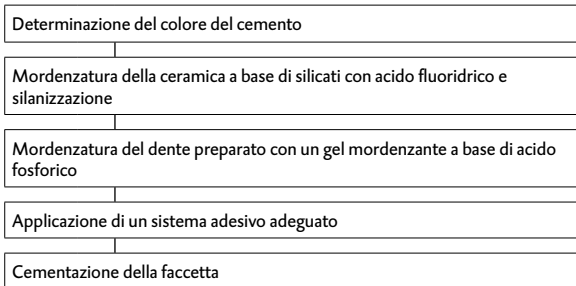 Determinazione del colore del cemento
Mordenzatura della ceramica a base di silicati con acido fluoridrico e
silanizzazione
Mordenzatura del dente preparato con un gel mordenzante a base di acido
fosforico
Applicazione di un sistema adesivo adeguato
Cementazione della faccetta